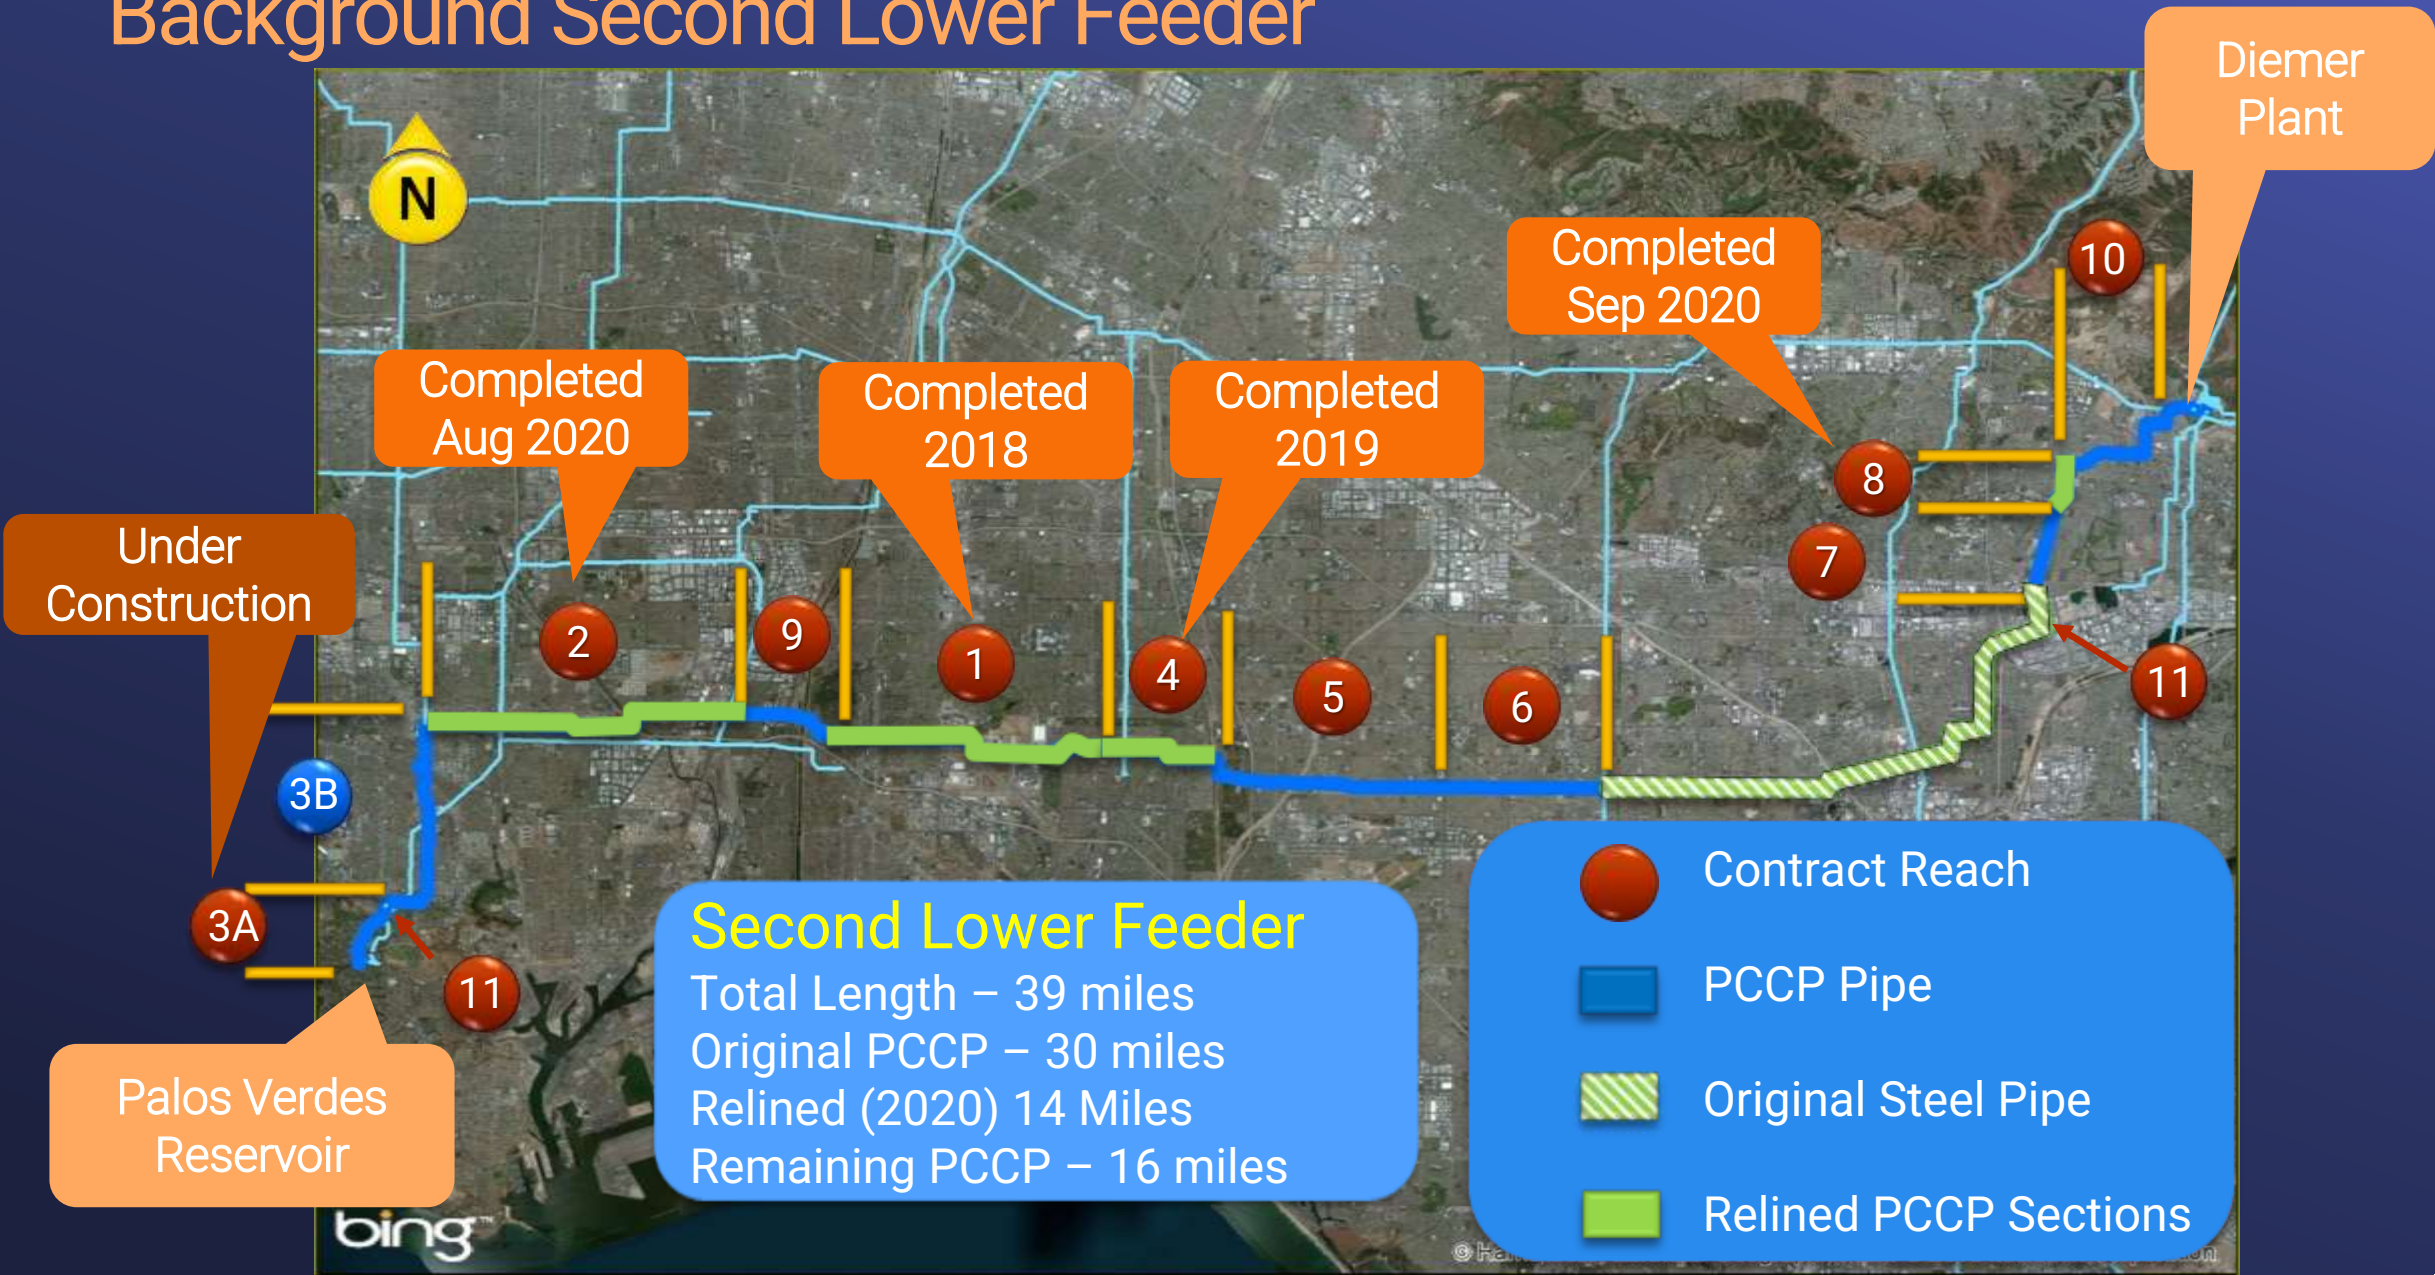 Background Second Lower Feeder
Diemer
Plant
N
10
Completed
Sep 2020
Completed
Aug 2020
Completed
2018
Completed
2019
8
7
Under
Construction
2
9
1
4
5
6
11
3B
3A
11
Palos Verdes
Reservoir
Second Lower Feeder
Total Length – 39 miles
Original PCCP – 30 miles
Relined (2020) 14 Miles
Remaining PCCP – 16 miles
Contract Reach
PCCP Pipe
Original Steel Pipe
Relined PCCP Sections
bing™